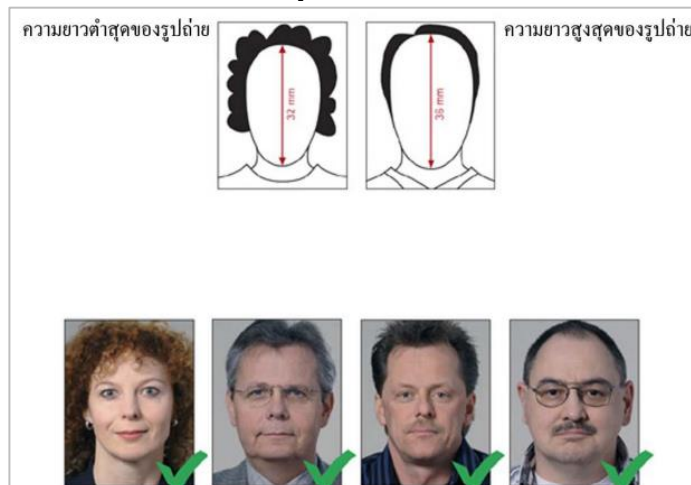 ความยาวต่ำสุดของรูปถ่าย
ความยาวสูงสุดของรูปถ่าย
32 mm
36 mm